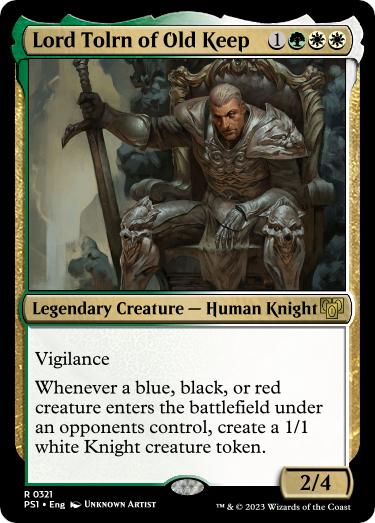 Lord Tolrn of Old Keep 1
Legendary Creature — Human Knight
Vigilance
Whenever a blue, black, or red
creature enters the battlefield under
an opponents control, create a 1/1
white Knight creature token.
2/4
R 0321
PS1 • Eng Unknown Artist
™ & © 2023 Wizards of the Coast